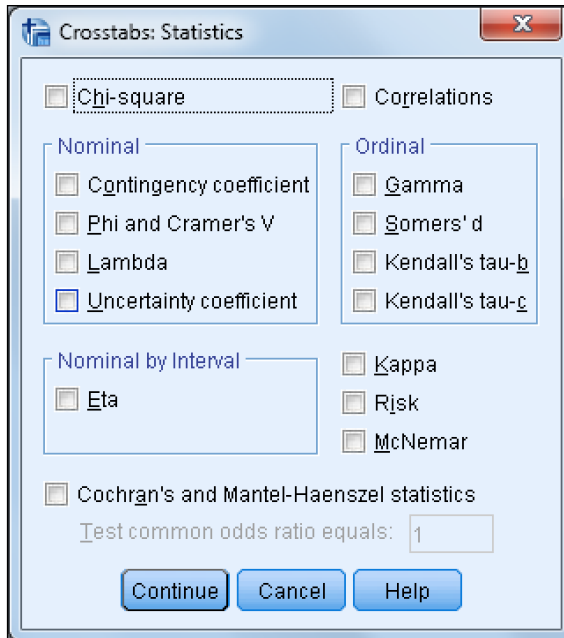 Crosstabs: Statistics
Chi-square
Correlations
Nominal
Contingency coefficient
Phi and Cramer's V
Lambda
Uncertainty coefficient
Ordinal
Gamma
Somers' d
Kendall's tau-b
Kendall's tau-c
Nominal by Interval
Eta
Kappa
Risk
McNemar
Cochran's and Mantel-Haenszel statistics
Test common odds ratio equals: 1
Continue Cancel Help